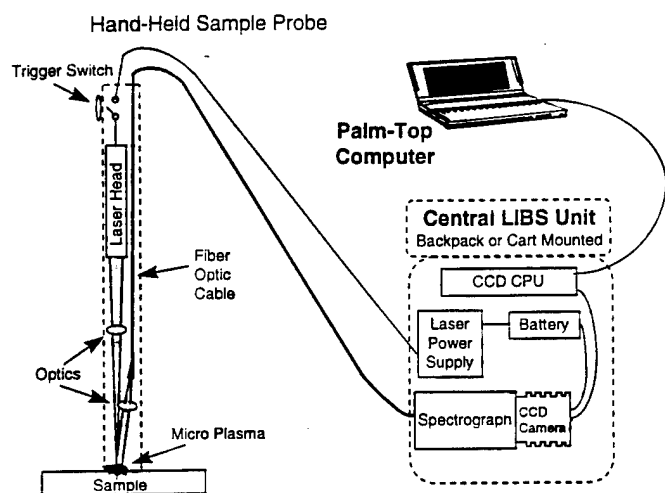 Hand-Held Sample Probe
Trigger Switch
Laser Head
Fiber
Optic
Cable
Optics
Micro Plasma
Sample
Palm-Top
Computer
Central LIBS Unit
Backpack or Cart Mounted
CCD CPU
Laser
Power
Supply
Battery
Spectrograph
CCD
Camera